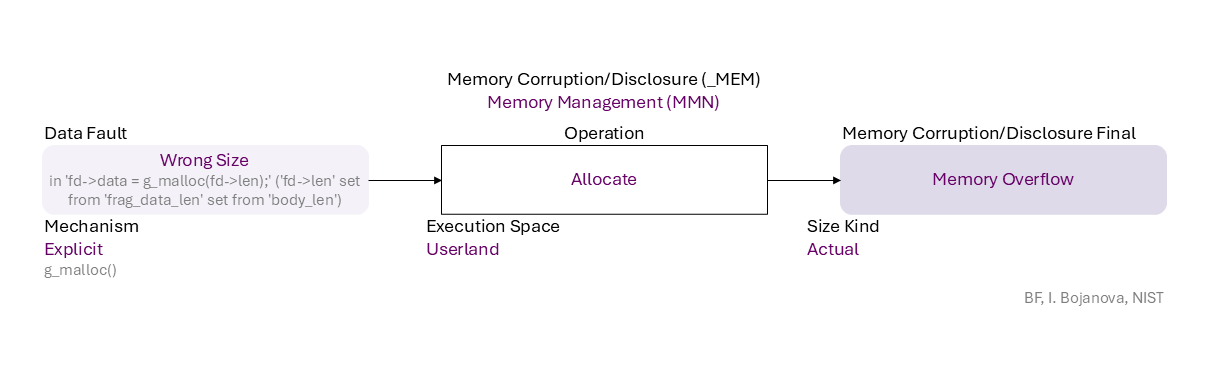 Memory Corruption/Disclosure (_MEM)
Memory Management (MMN)
Data Fault
Operation
Memory Corruption/Disclosure Final
Wrong Size
in 'fd->data = g_malloc(fd->len);' ('fd->len' set
from 'frag_data_len' set from 'body_len')
Allocate
Memory Overflow
Mechanism
Explicit
g_malloc()
Execution Space
Userland
Size Kind
Actual
BF, I. Bojanova, NIST